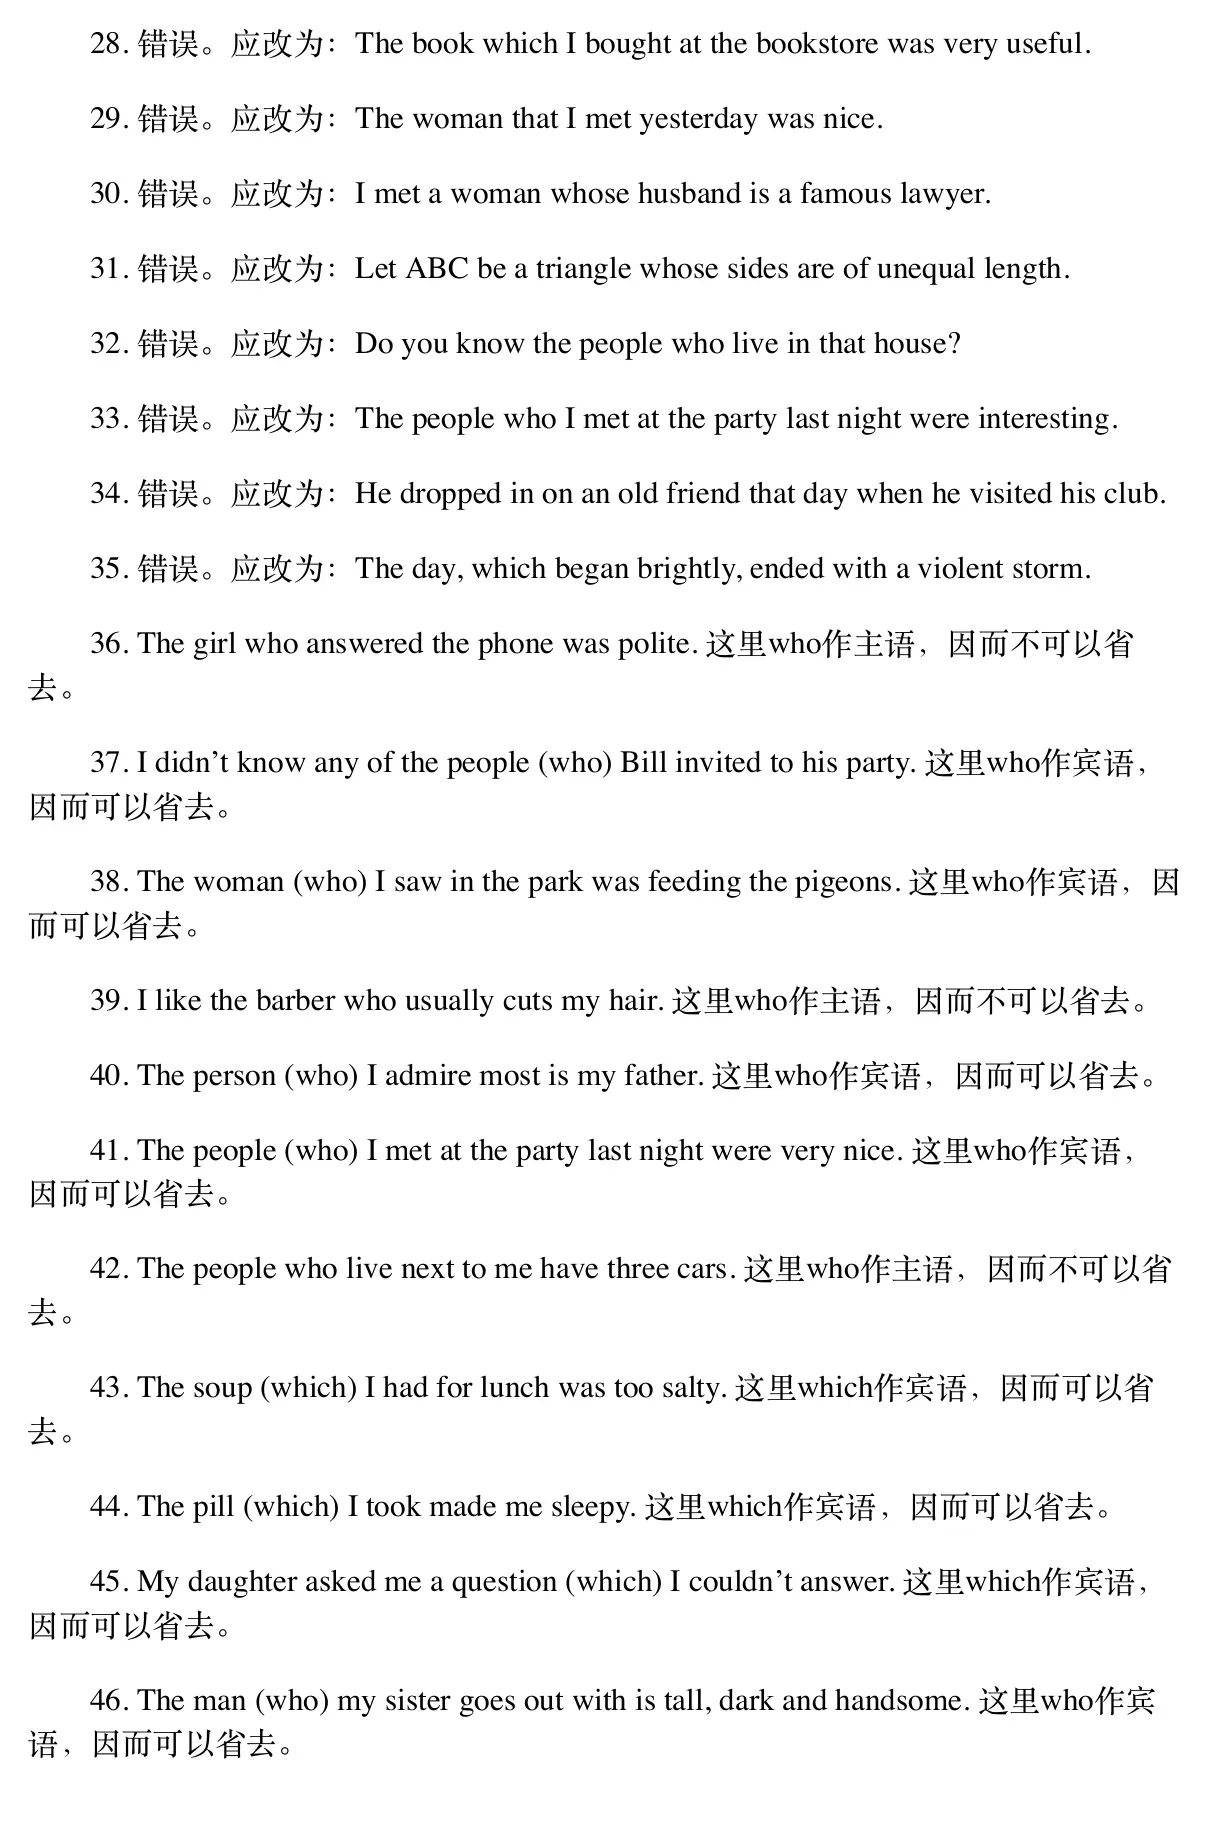 28. 错误。应改为：The book which I bought at the bookstore was very useful.
29. 错误。应改为：The woman that I met yesterday was nice.
30. 错误。应改为：I met a woman whose husband is a famous lawyer.
31. 错误。应改为：Let ABC be a triangle whose sides are of unequal length.
32. 错误。应改为：Do you know the people who live in that house?
33. 错误。应改为：The people who I met at the party last night were interesting.
34. 错误。应改为：He dropped in on an old friend that day when he visited his club.
35. 错误。应改为：The day, which began brightly, ended with a violent storm.
36. The girl who answered the phone was polite. 这里who作主语，因而不可以省
去。
37. I didn’t know any of the people (who) Bill invited to his party. 这里who作宾语，
因而可以省去。
38. The woman (who) I saw in the park was feeding the pigeons. 这里who作宾语，因
而可以省去。
39. I like the barber who usually cuts my hair. 这里who作主语，因而不可以省去。
40. The person (who) I admire most is my father. 这里who作宾语，因而可以省去。
41. The people (who) I met at the party last night were very nice. 这里who作宾语，
因而可以省去。
42. The people who live next to me have three cars. 这里who作主语，因而不可以省
去。
43. The soup (which) I had for lunch was too salty. 这里which作宾语，因而可以省
去。
44. The pill (which) I took made me sleepy. 这里which作宾语，因而可以省去。
45. My daughter asked me a question (which) I couldn’t answer. 这里which作宾语，
因而可以省去。
46. The man (who) my sister goes out with is tall, dark and handsome. 这里who作宾
语，因而可以省去。